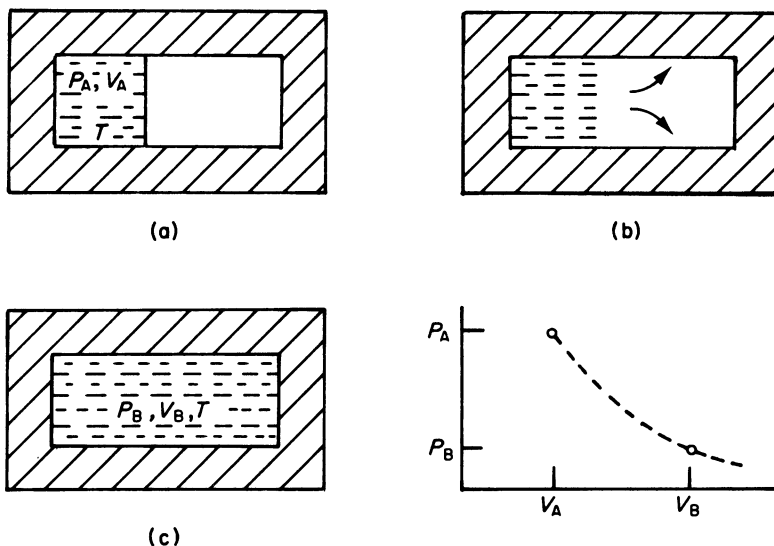 P_A, V_A
T
(a)
(b)
P_B, V_B, T
(c)
P_A
P_B
V_A
V_B